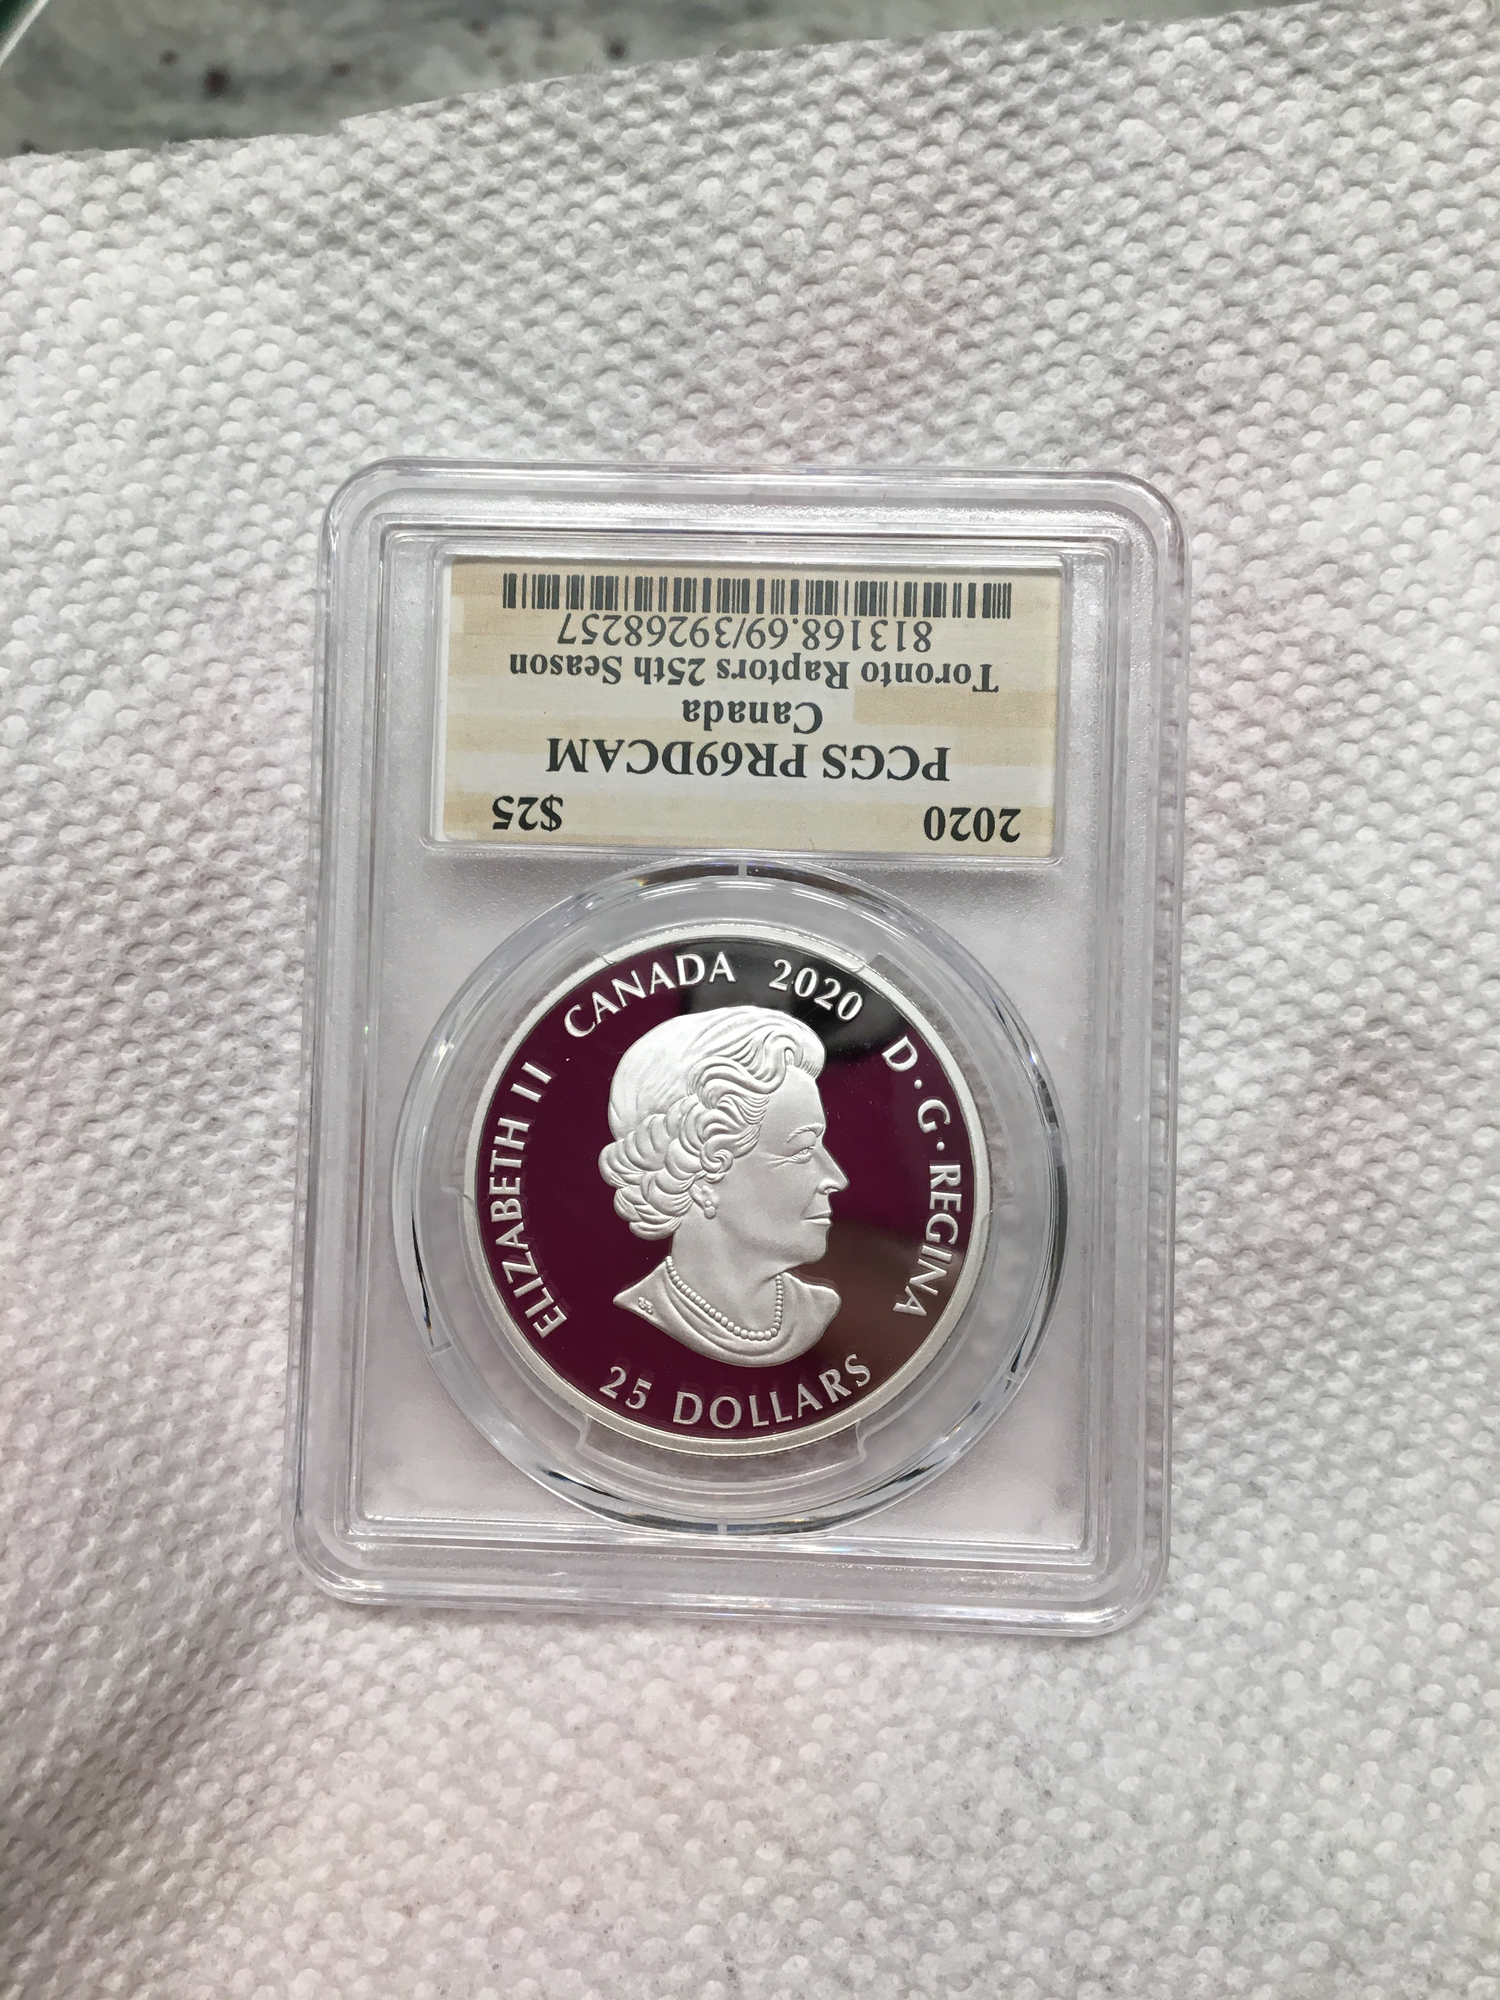 2020 $25
PCGS PR69DCAM
Canada
Toronto Raptors 25th Season
813168.69/39268257
ELIZABETH II CANADA 2020 D·G·REGINA
25 DOLLARS